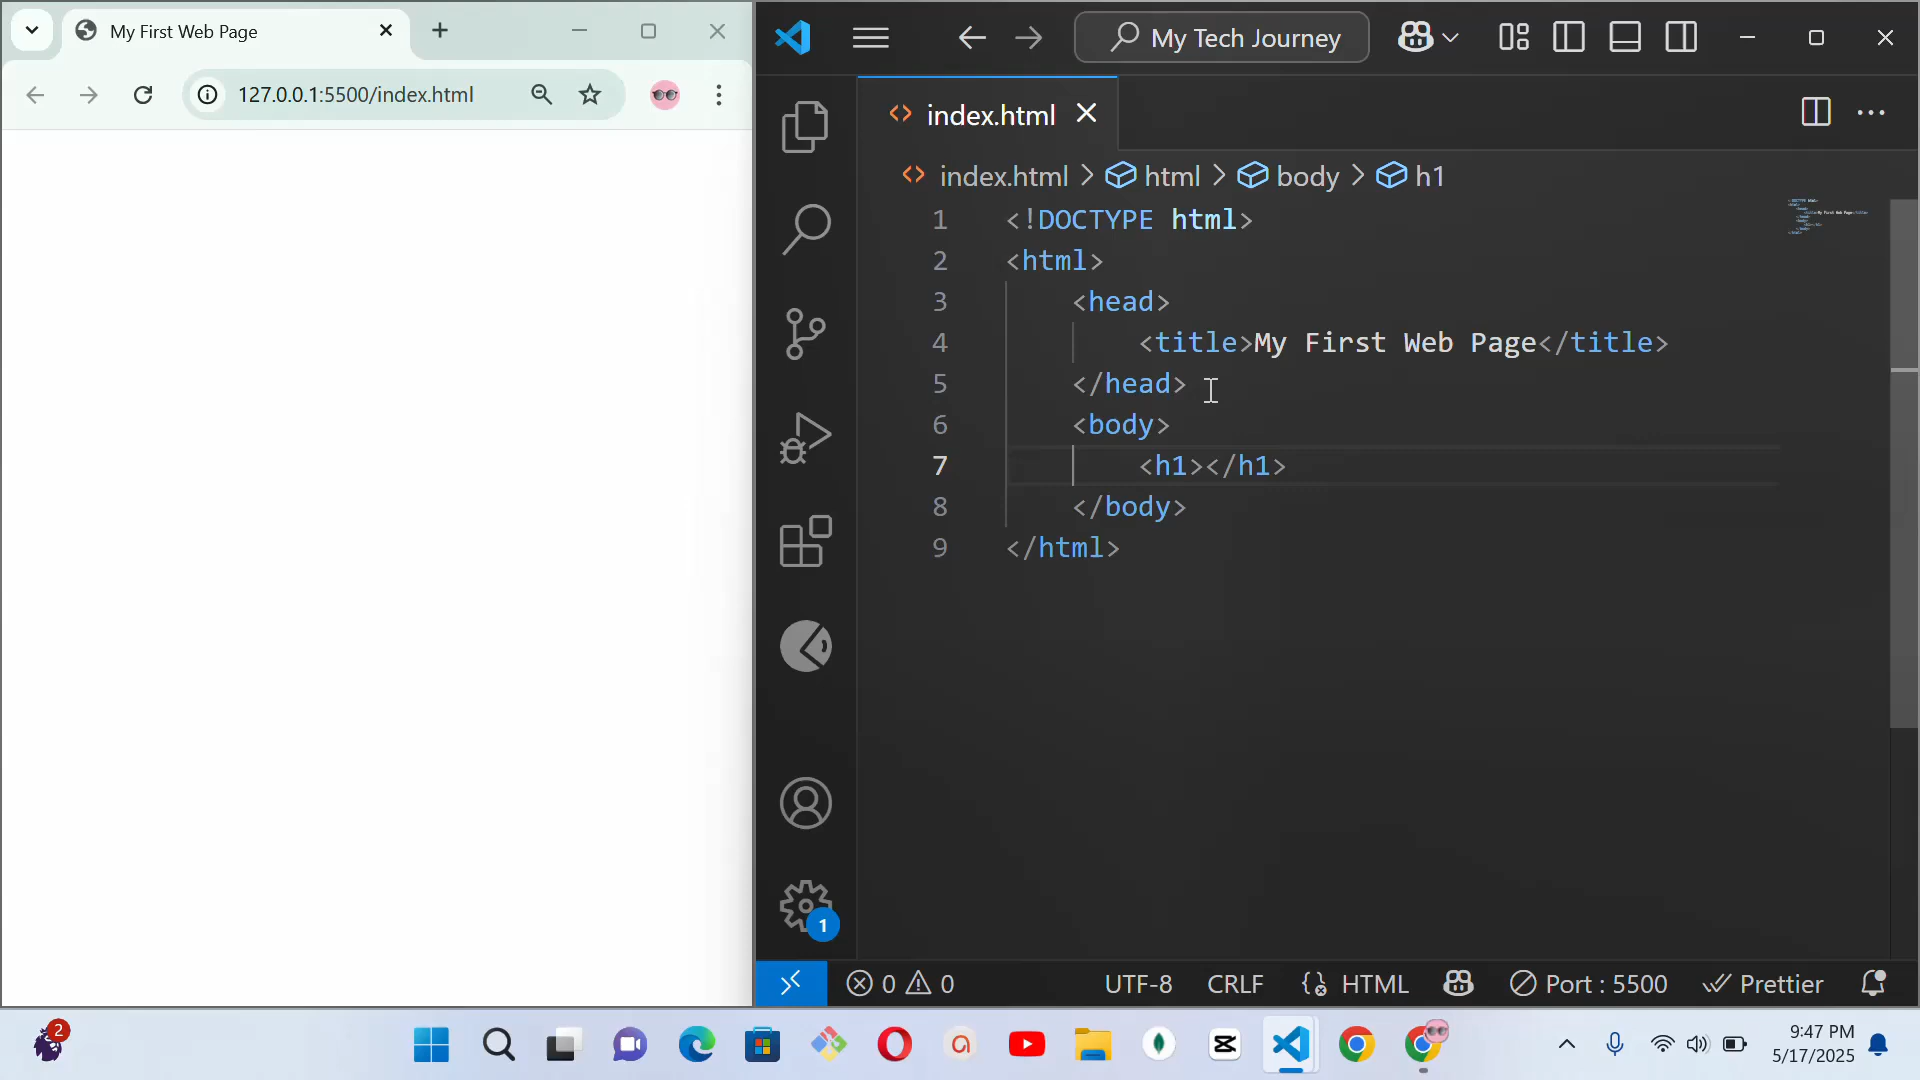 My First Web Page
127.0.0.1:5500/index.html
My Tech Journey
index.html
index.html > html > body > h1
1 <!DOCTYPE html>
2 <html>
3 <head>
4 <title>My First Web Page</title>
5 </head>
6 <body>
7 <h1></h1>
8 </body>
9 </html>
1
0 0 UTF-8 CRLF {} HTML Port : 5500 Prettier
2
9:47 PM
5/17/2025